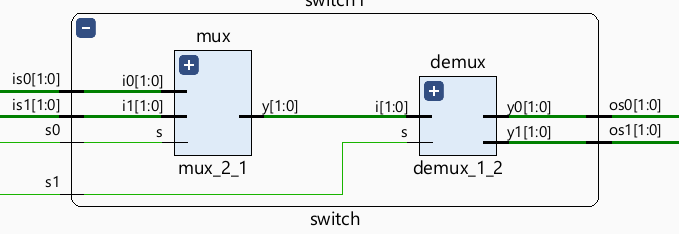 switch1
mux
demux
is0[1:0]
i0[1:0]
is1[1:0]
i1[1:0]
y[1:0]
i[1:0]
y0[1:0]
os0[1:0]
s0
s
s
y1[1:0]
os1[1:0]
mux_2_1
demux_1_2
s1
switch